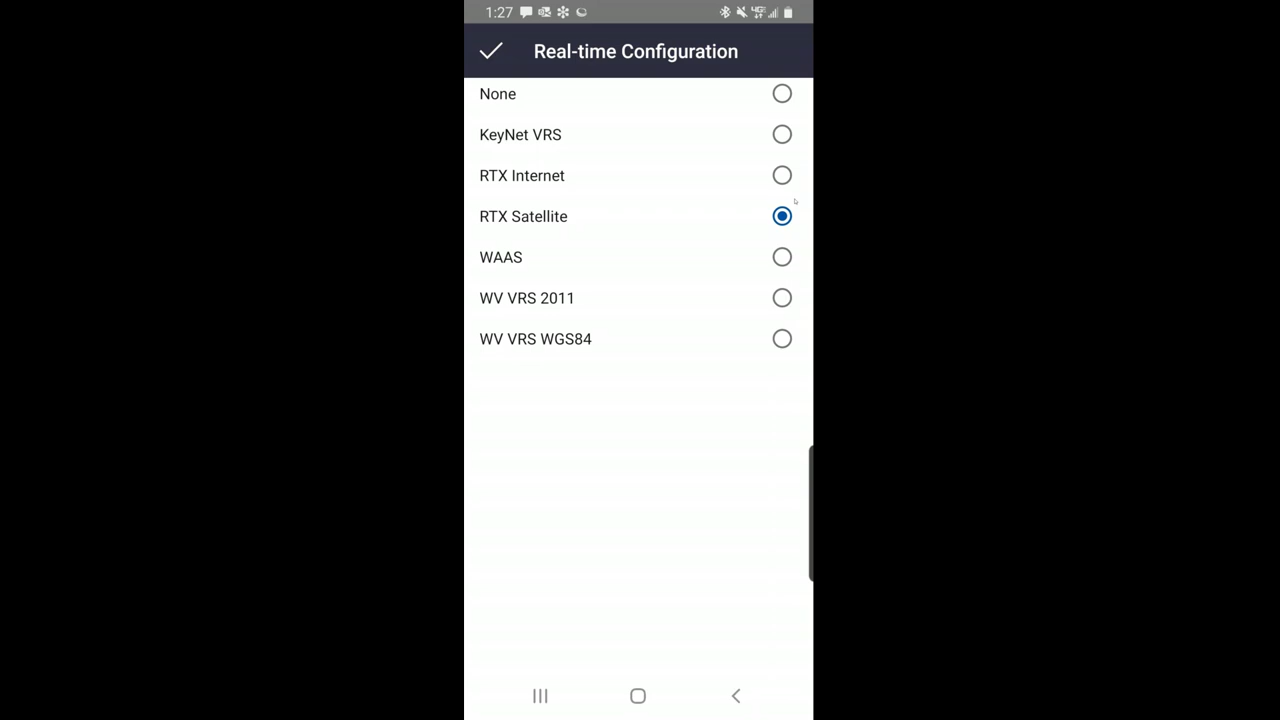 1:27
Real-time Configuration
None
KeyNet VRS
RTX Internet
RTX Satellite
WAAS
WV VRS 2011
WV VRS WGS84